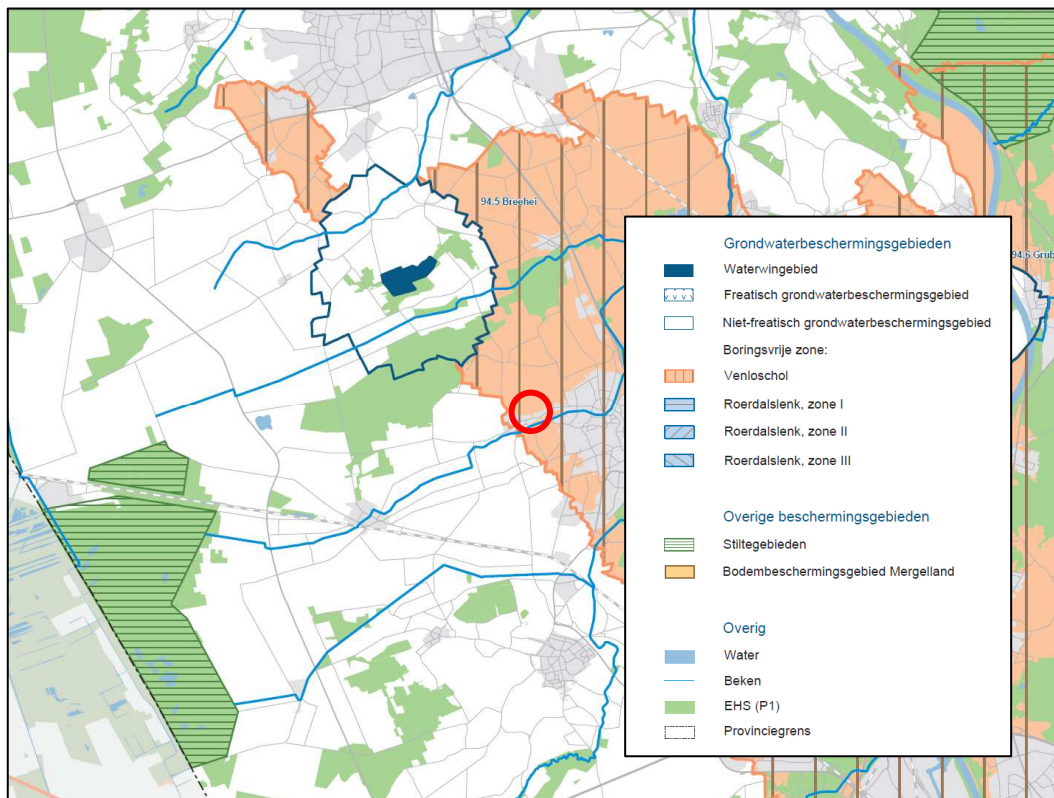 94.5 Breehei
94.6 Grub
Grondwaterbeschermingsgebieden
Waterwingebied
Freatisch grondwaterbeschermingsgebied
Niet-freatisch grondwaterbeschermingsgebied
Boringsvrije zone:
Venloschol
Roerdalslenk, zone I
Roerdalslenk, zone II
Roerdalslenk, zone III
Overige beschermingsgebieden
Stiltegebieden
Bodembeschermingsgebied Mergelland
Overig
Water
Beken
EHS (P1)
Provinciegrens